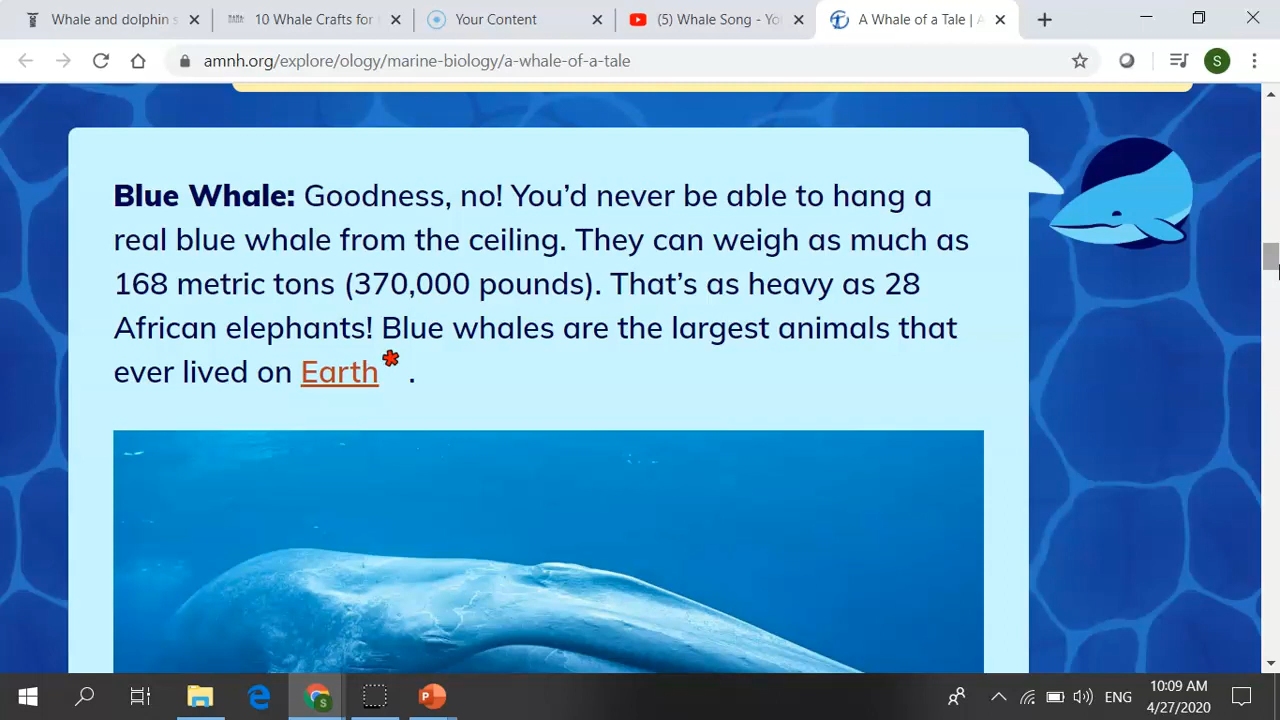 Whale and dolphin s
10 Whale Crafts for
Your Content
(5) Whale Song - Yo
A Whale of a Tale |
amnh.org/explore/ology/marine-biology/a-whale-of-a-tale
S
Blue Whale: Goodness, no! You’d never be able to hang a
real blue whale from the ceiling. They can weigh as much as
168 metric tons (370,000 pounds). That’s as heavy as 28
African elephants! Blue whales are the largest animals that
ever lived on Earth* .
ENG
10:09 AM
4/27/2020